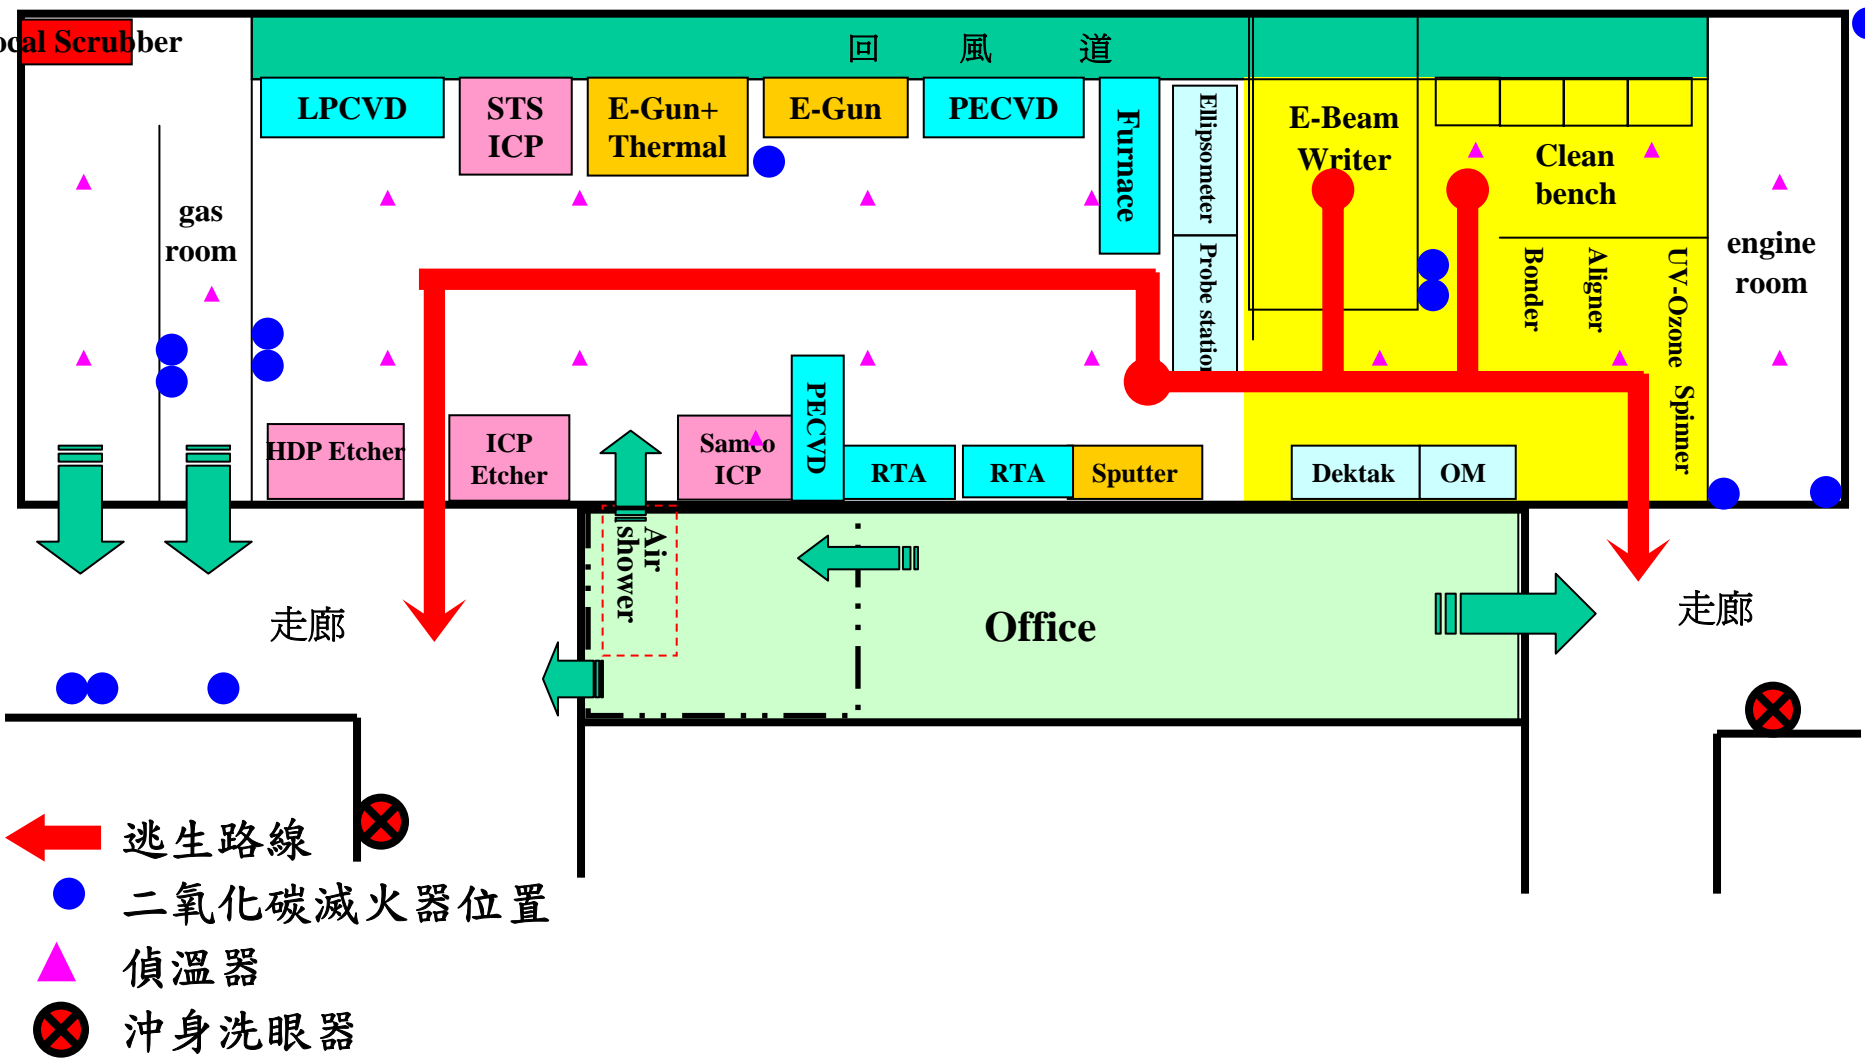 ocal Scrubber
回 風 道
LPCVD
STS
ICP
E-Gun+
Thermal
E-Gun
PECVD
Furnace
Ellipsometer
Probe station
E-Beam
Writer
Clean
bench
gas
room
engine
room
Bonder
Aligner
UV-Ozone
Spinner
HDP Etcher
ICP
Etcher
Samco
ICP
PECVD
RTA
RTA
Sputter
Dektak
OM
Air
shower
Office
走廊
走廊
逃生路線
二氧化碳滅火器位置
偵溫器
沖身洗眼器